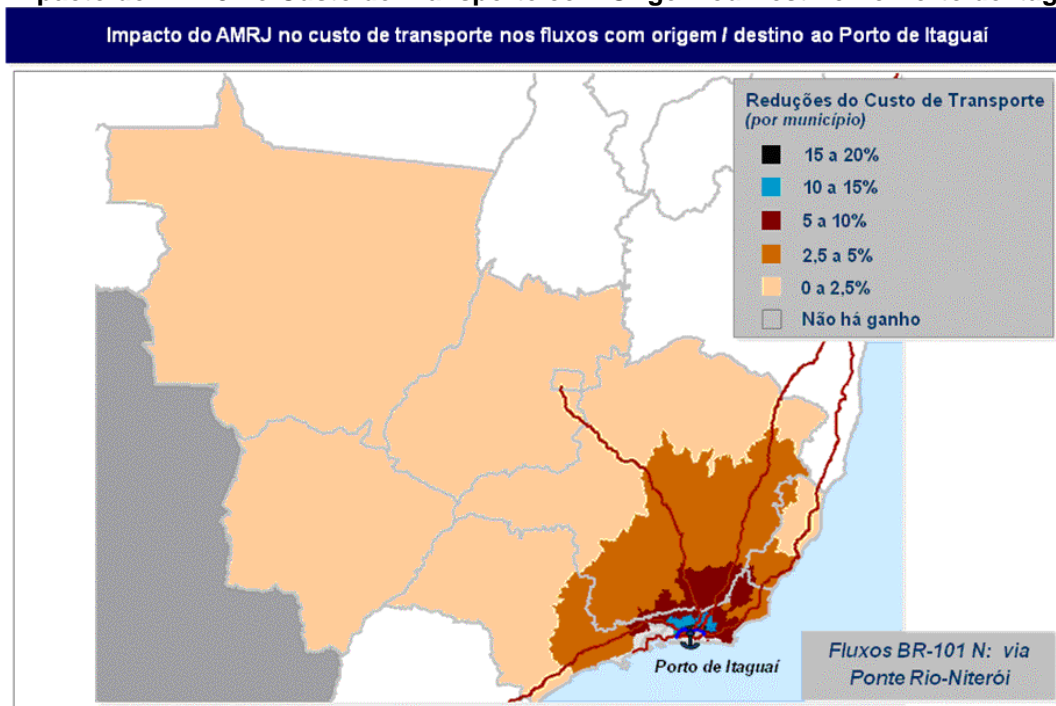 Impacto do AMRJ no custo de transporte nos fluxos com origem / destino ao Porto de Itaguaí
Reduções do Custo de Transporte
(por município)
15 a 20%
10 a 15%
5 a 10%
2,5 a 5%
0 a 2,5%
Não há ganho
Porto de Itaguaí
Fluxos BR-101 N: via
Ponte Rio-Niterói